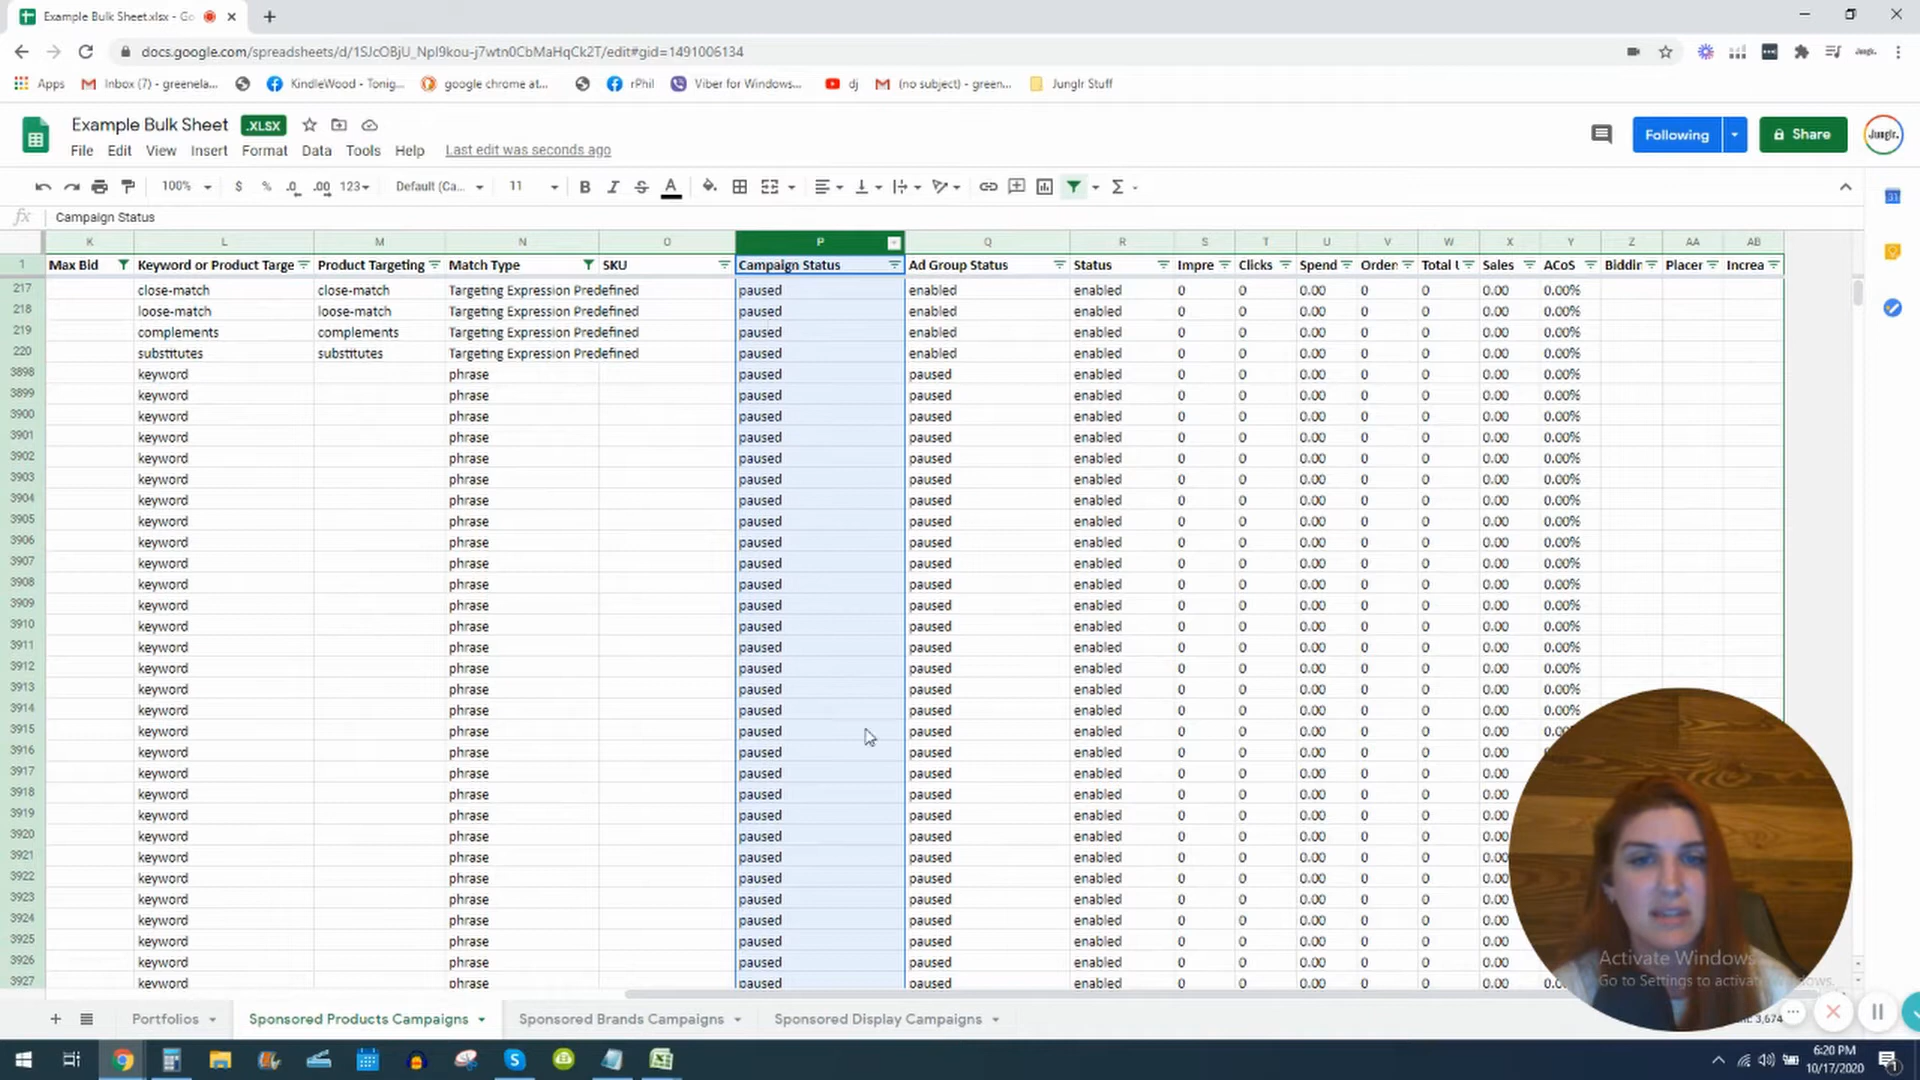 Example Bulk Sheet.xlsx - Go
docs.google.com/spreadsheets/d/1SJcOBjU_NpI9kou-j7wtn0CbMaHqCk2T/edit#gid=1491006134
Apps Inbox (7) - greenela... KindleWood - Tonig... google chrome at... rPhil Viber for Windows... dj (no subject) - green... Junglr Stuff
Example Bulk Sheet .XLSX
Following Share Junglr.
File Edit View Insert Format Data Tools Help Last edit was seconds ago
100% $ % .0 .00 123 Default (Ca... 11 B I S A
fx Campaign Status
K L M N O P Q R S T U V W X Y Z AA AB
1 Max Bid Keyword or Product Targe Product Targeting Match Type SKU Campaign Status Ad Group Status Status Impre Clicks Spend Order Total U Sales ACoS Biddin Placer Increa
217 close-match close-match Targeting Expression Predefined paused enabled enabled 0 0 0.00 0 0 0.00 0.00%
218 loose-match loose-match Targeting Expression Predefined paused enabled enabled 0 0 0.00 0 0 0.00 0.00%
219 complements complements Targeting Expression Predefined paused enabled enabled 0 0 0.00 0 0 0.00 0.00%
220 substitutes substitutes Targeting Expression Predefined paused enabled enabled 0 0 0.00 0 0 0.00 0.00%
3898 keyword phrase paused paused enabled 0 0 0.00 0 0 0.00 0.00%
3899 keyword phrase paused paused enabled 0 0 0.00 0 0 0.00 0.00%
3900 keyword phrase paused paused enabled 0 0 0.00 0 0 0.00 0.00%
3901 keyword phrase paused paused enabled 0 0 0.00 0 0 0.00 0.00%
3902 keyword phrase paused paused enabled 0 0 0.00 0 0 0.00 0.00%
3903 keyword phrase paused paused enabled 0 0 0.00 0 0 0.00 0.00%
3904 keyword phrase paused paused enabled 0 0 0.00 0 0 0.00 0.00%
3905 keyword phrase paused paused enabled 0 0 0.00 0 0 0.00 0.00%
3906 keyword phrase paused paused enabled 0 0 0.00 0 0 0.00 0.00%
3907 keyword phrase paused paused enabled 0 0 0.00 0 0 0.00 0.00%
3908 keyword phrase paused paused enabled 0 0 0.00 0 0 0.00 0.00%
3909 keyword phrase paused paused enabled 0 0 0.00 0 0 0.00 0.00%
3910 keyword phrase paused paused enabled 0 0 0.00 0 0 0.00 0.00%
3911 keyword phrase paused paused enabled 0 0 0.00 0 0 0.00 0.00%
3912 keyword phrase paused paused enabled 0 0 0.00 0 0 0.00 0.00%
3913 keyword phrase paused paused enabled 0 0 0.00 0 0 0.00 0.00%
3914 keyword phrase paused paused enabled 0 0 0.00 0 0 0.00 0.00%
3915 keyword phrase paused paused enabled 0 0 0.00 0 0 0.00 0.00
3916 keyword phrase paused paused enabled 0 0 0.00 0 0 0.00
3917 keyword phrase paused paused enabled 0 0 0.00 0 0 0.00
3918 keyword phrase paused paused enabled 0 0 0.00 0 0 0.00
3919 keyword phrase paused paused enabled 0 0 0.00 0 0 0.00
3920 keyword phrase paused paused enabled 0 0 0.00 0 0 0.00
3921 keyword phrase paused paused enabled 0 0 0.00 0 0 0.00
3922 keyword phrase paused paused enabled 0 0 0.00 0 0 0.00
3923 keyword phrase paused paused enabled 0 0 0.00 0 0 0.00
3924 keyword phrase paused paused enabled 0 0 0.00 0 0 0.00
3925 keyword phrase paused paused enabled 0 0 0.00 0 0 0.00
3926 keyword phrase paused paused enabled 0 0 0.00 0 0 0.00
3927 keyword phrase paused paused enabled 0 0 0.00 0 0 0.00 0.0
Activate Windows
Go to Settings to activate Windows.
Portfolios Sponsored Products Campaigns Sponsored Brands Campaigns Sponsored Display Campaigns 3,674
6:20 PM
10/17/2020